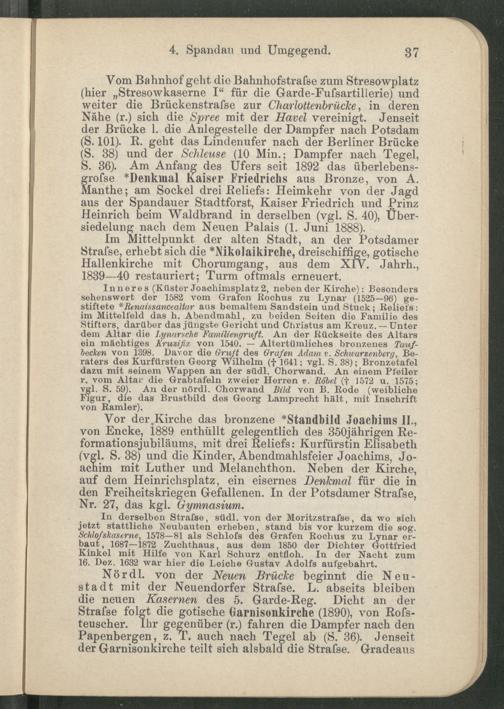 4. Spandau und Umgegend. 37
Vom Bahnhof geht die Bahnhofstraſse zum Stresowplatz
(hier „Stresowkaserne I“ für die Garde-Fuſsartillerie) und
weiter die Brückenstraſse zur Charlottenbrücke, in deren
Nähe (r.) sich die Spree mit der Havel vereinigt. Jenseit
der Brücke l. die Anlegestelle der Dampfer nach Potsdam
(S. 101). R. geht das Lindenufer nach der Berliner Brücke
(S. 38) und der Schleuse (10 Min.; Dampfer nach Tegel,
S. 36). Am Anfang des Ufers seit 1892 das überlebens-
groſse *Denkmal Kaiser Friedrichs aus Bronze, von A.
Manthe; am Sockel drei Reliefs: Heimkehr von der Jagd
aus der Spandauer Stadtforst, Kaiser Friedrich und Prinz
Heinrich beim Waldbrand in derselben (vgl. S. 40), Über-
siedelung nach dem Neuen Palais (1. Juni 1888).
Im Mittelpunkt der alten Stadt, an der Potsdamer
Straſse, erhebt sich die *Nikolaikirche, dreischiffige, gotische
Hallenkirche mit Chorumgang, aus dem XIV. Jahrh.,
1839—40 restauriert; Turm oftmals erneuert.
Inneres (Küster Joachimsplatz 2, neben der Kirche): Besonders
sehenswert der 1582 vom Grafen Rochus zu Lynar (1525—96) ge-
stiftete *Renaissancealtar aus bemaltem Sandstein und Stuck; Reliefs:
im Mittelfeld das h. Abendmahl, zu beiden Seiten die Familie des
Stifters, darüber das jüngste Gericht und Christus am Kreuz. — Unter
dem Altar die Lynarsche Familiengruft. An der Rückseite des Altars
ein mächtiges Kruzifix von 1540. — Altertümliches bronzenes Tauf-
becken von 1398. Davor die Gruft des Grafen Adam v. Schwarzenberg, Be-
raters des Kurfürsten Georg Wilhelm († 1641; vgl. S. 38); Bronzetafel
dazu mit seinem Wappen an der südl. Chorwand. An einem Pfeiler
r. vom Altar die Grabtafeln zweier Herren v. Röbel († 1572 u. 1575;
vgl. S. 59). An der nördl. Chorwand Bild von B. Rode (weibliche
Figur, die das Brustbild des Georg Lamprecht hält, mit Inschrift
von Ramler).
Vor der Kirche das bronzene *Standbild Joachims II.,
von Encke, 1889 enthüllt gelegentlich des 350jährigen Re-
formationsjubiläums, mit drei Reliefs: Kurfürstin Elisabeth
(vgl. S. 38) und die Kinder, Abendmahlsfeier Joachims, Jo-
achim mit Luther und Melanchthon. Neben der Kirche,
auf dem Heinrichsplatz, ein eisernes Denkmal für die in
den Freiheitskriegen Gefallenen. In der Potsdamer Straſse,
Nr. 27, das kgl. Gymnasium.
In derselben Straſse, südl. von der Moritzstraſse, da wo sich
jetzt stattliche Neubauten erheben, stand bis vor kurzem die sog.
Schloſskaserne, 1578—81 als Schloſs des Grafen Rochus zu Lynar er-
baut, 1687—1872 Zuchthaus, aus dem 1850 der Dichter Gottfried
Kinkel mit Hilfe von Karl Schurz entfloh. In der Nacht zum
16. Dez. 1632 war hier die Leiche Gustav Adolfs aufgebahrt.
Nördl. von der Neuen Brücke beginnt die Neu-
stadt mit der Neuendorfer Straſse. L. abseits bleiben
die neuen Kasernen des 5. Garde-Reg. Dicht an der
Straſse folgt die gotische Garnisonkirche (1890), von Roſs-
teuscher. Ihr gegenüber (r.) fahren die Dampfer nach den
Papenbergen, z. T. auch nach Tegel ab (S. 36). Jenseit
der Garnisonkirche teilt sich alsbald die Straſse. Gradeaus